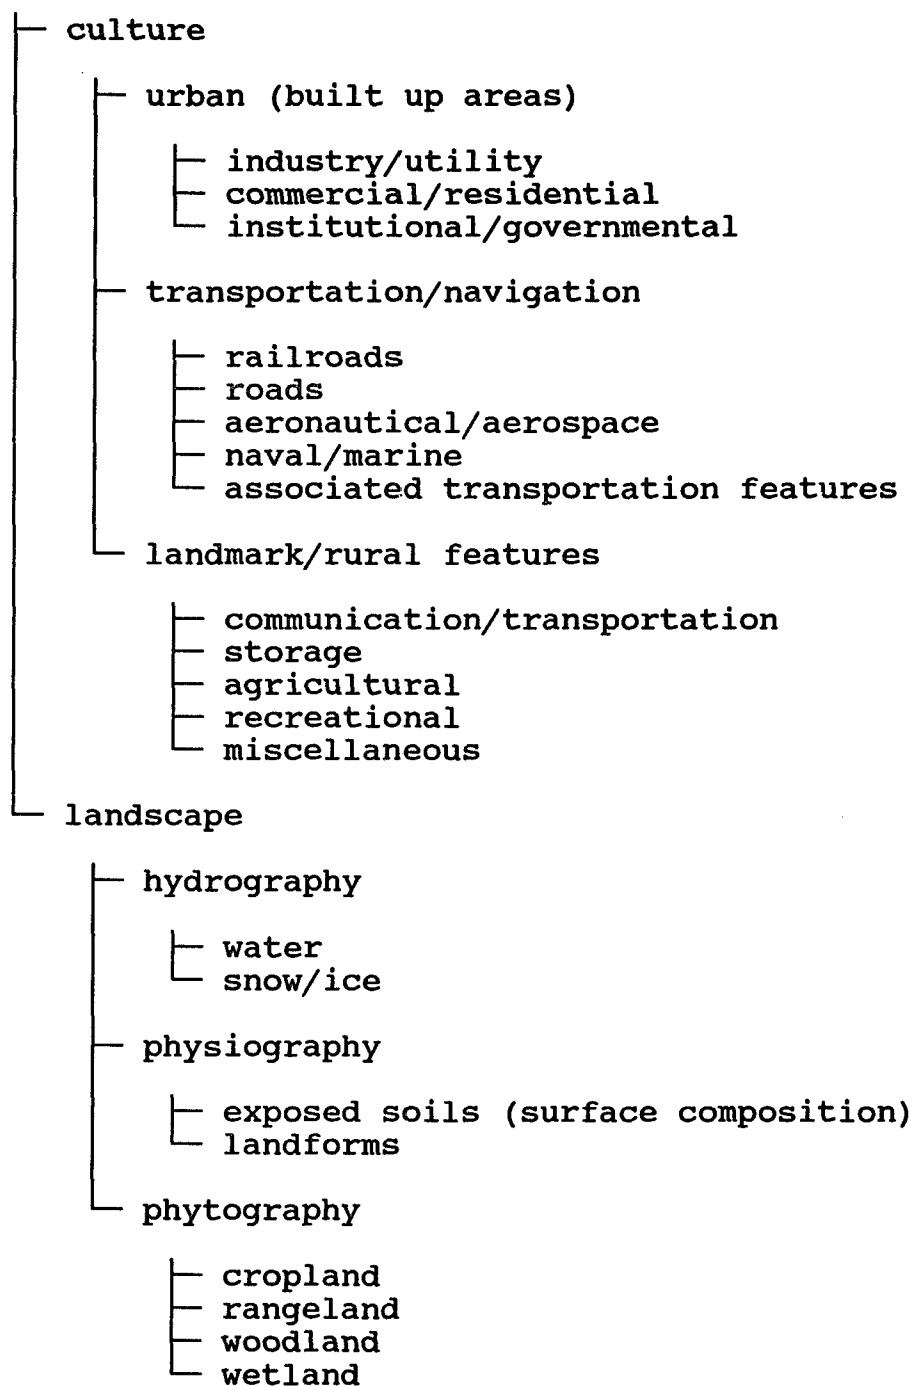 culture
urban (built up areas)
industry/utility
commercial/residential
institutional/governmental
transportation/navigation
railroads
roads
aeronautical/aerospace
naval/marine
associated transportation features
landmark/rural features
communication/transportation
storage
agricultural
recreational
miscellaneous
landscape
hydrography
water
snow/ice
physiography
exposed soils (surface composition)
landforms
phytography
cropland
rangeland
woodland
wetland